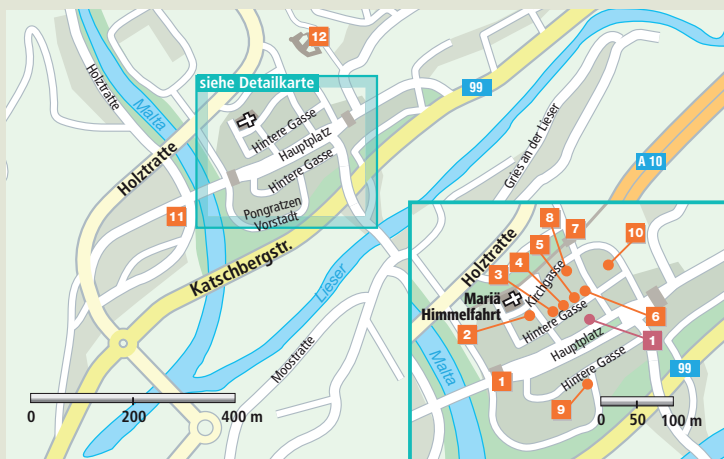 12
siehe Detailkarte
Holztratte
Malta
99
Hintere Gasse
Hauptplatz
Hintere Gasse
Gries an der Lieser
A 10
Holztratte
11
Pongratzen
Vorstadt
Katschbergstr.
Lieser
Moostratte
0
200
400 m
8
7
5
10
4
3
Holztratte
Kirchgasse
Mariä
Himmelfahrt
2
Hintere Gasse
6
1
Hauptplatz
Malta
1
Hintere Gasse
99
9
0
50
100 m